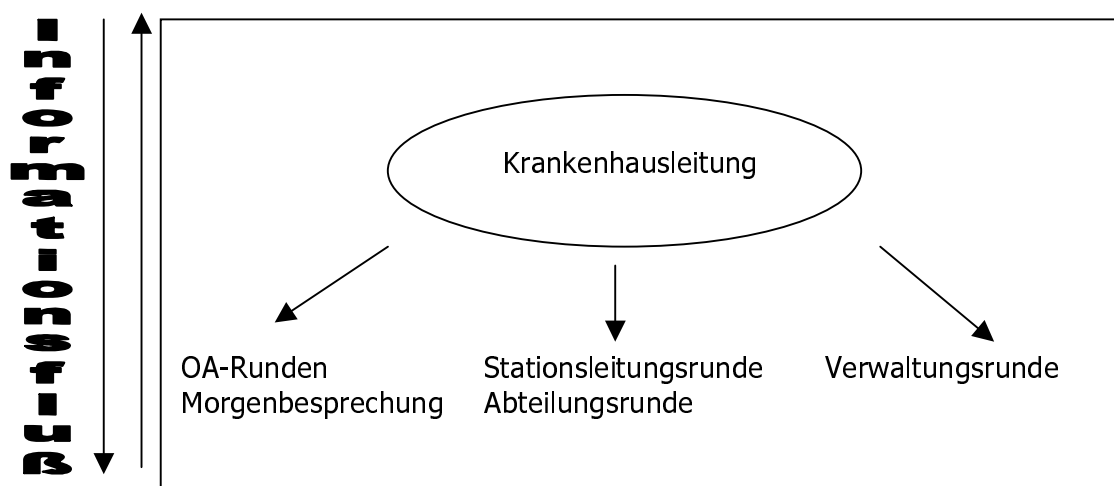 Informationsfluß
Krankenhausleitung
OA-Runden
Morgenbesprechung
Stationsleitungsrunde
Abteilungsrunde
Verwaltungsrunde